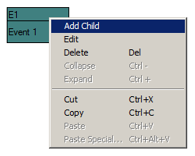 E1
Event 1
Add Child
Edit
Delete Del
Collapse Ctrl -
Expand Ctrl +
Cut Ctrl+X
Copy Ctrl+C
Paste Ctrl+V
Paste Special... Ctrl+Alt+V